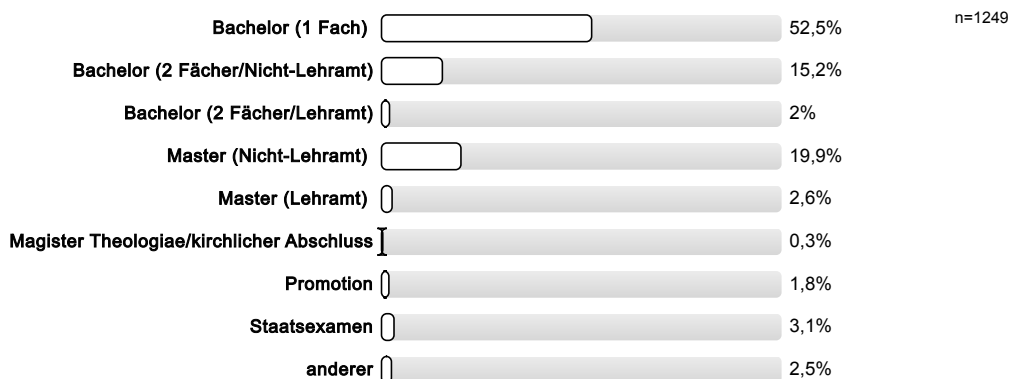 n=1249
Bachelor (1 Fach) 52,5%
Bachelor (2 Fächer/Nicht-Lehramt) 15,2%
Bachelor (2 Fächer/Lehramt) 2%
Master (Nicht-Lehramt) 19,9%
Master (Lehramt) 2,6%
Magister Theologiae/kirchlicher Abschluss 0,3%
Promotion 1,8%
Staatsexamen 3,1%
anderer 2,5%